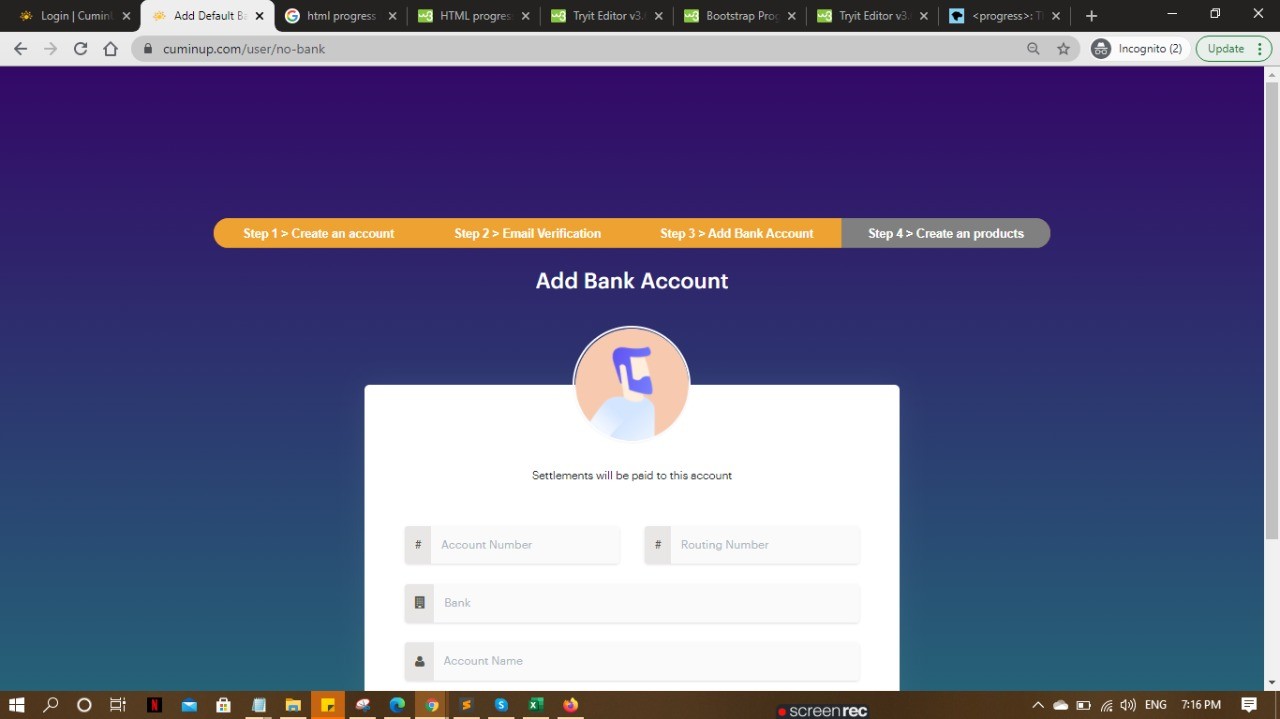 Login | Cumin
Add Default Ba
html progress
HTML progres
Tryit Editor v3.
Bootstrap Pro
Tryit Editor v3.
<progress>: T
cuminup.com/user/no-bank
Incognito (2)
Update
Step 1 > Create an account
Step 2 > Email Verification
Step 3 > Add Bank Account
Step 4 > Create an products
Add Bank Account
Settlements will be paid to this account
# Account Number
# Routing Number
Bank
Account Name
ENG
7:16 PM
screenrec